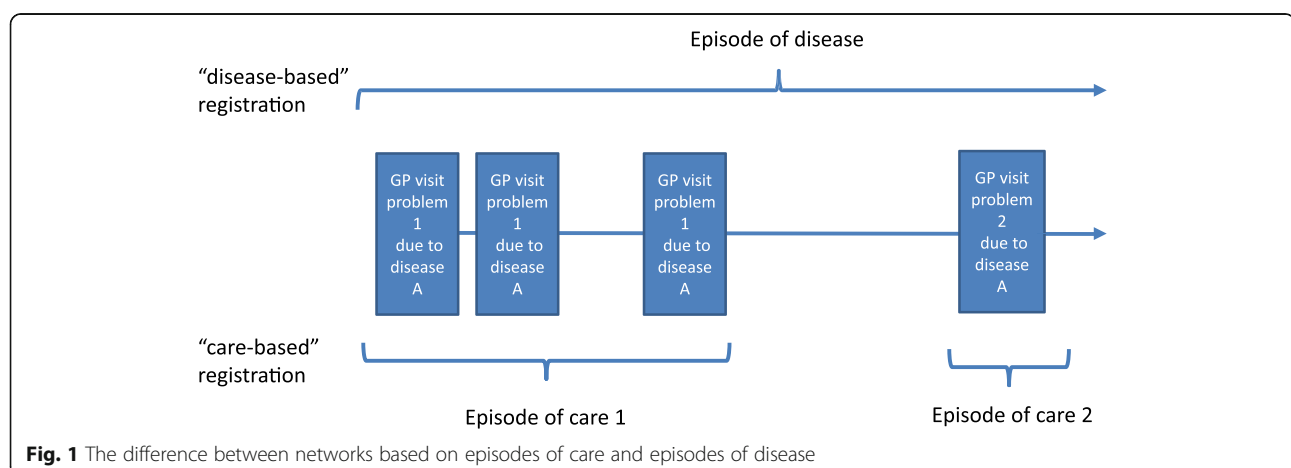 Episode of disease
“disease-based”
registration
GP visit
problem
1
due to
disease
A
GP visit
problem
1
due to
disease
A
GP visit
problem
1
due to
disease
A
GP visit
problem
2
due to
disease
A
“care-based”
registration
Episode of care 1
Episode of care 2
Fig. 1 The difference between networks based on episodes of care and episodes of disease